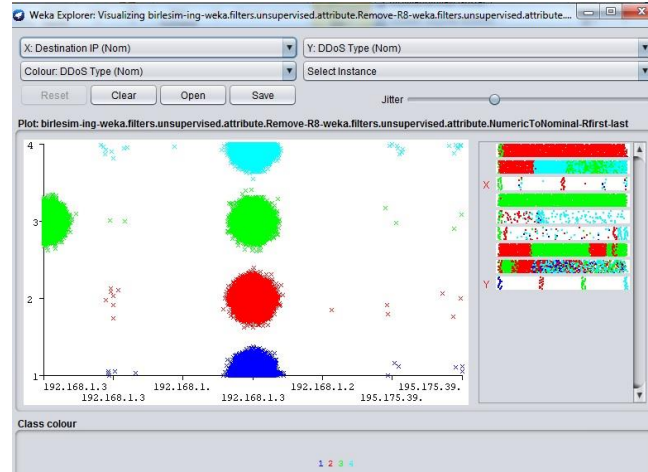 Weka Explorer: Visualizing birlesim-ing-weka.filters.unsupervised.attribute.Remove-R8-weka.filters.unsupervised.attribute....
X: Destination IP (Nom) Y: DDoS Type (Nom)
Colour: DDoS Type (Nom) Select Instance
Reset Clear Open Save Jitter
Plot: birlesim-ing-weka.filters.unsupervised.attribute.Remove-R8-weka.filters.unsupervised.attribute.NumericToNominal-Rfirst-last
4
X
3
2
Y
1
192.168.1.3 192.168.1. 192.168.1.2 195.175.39.
192.168.1.3 192.168.1.3 195.175.39.
Class colour
1 2 3 4